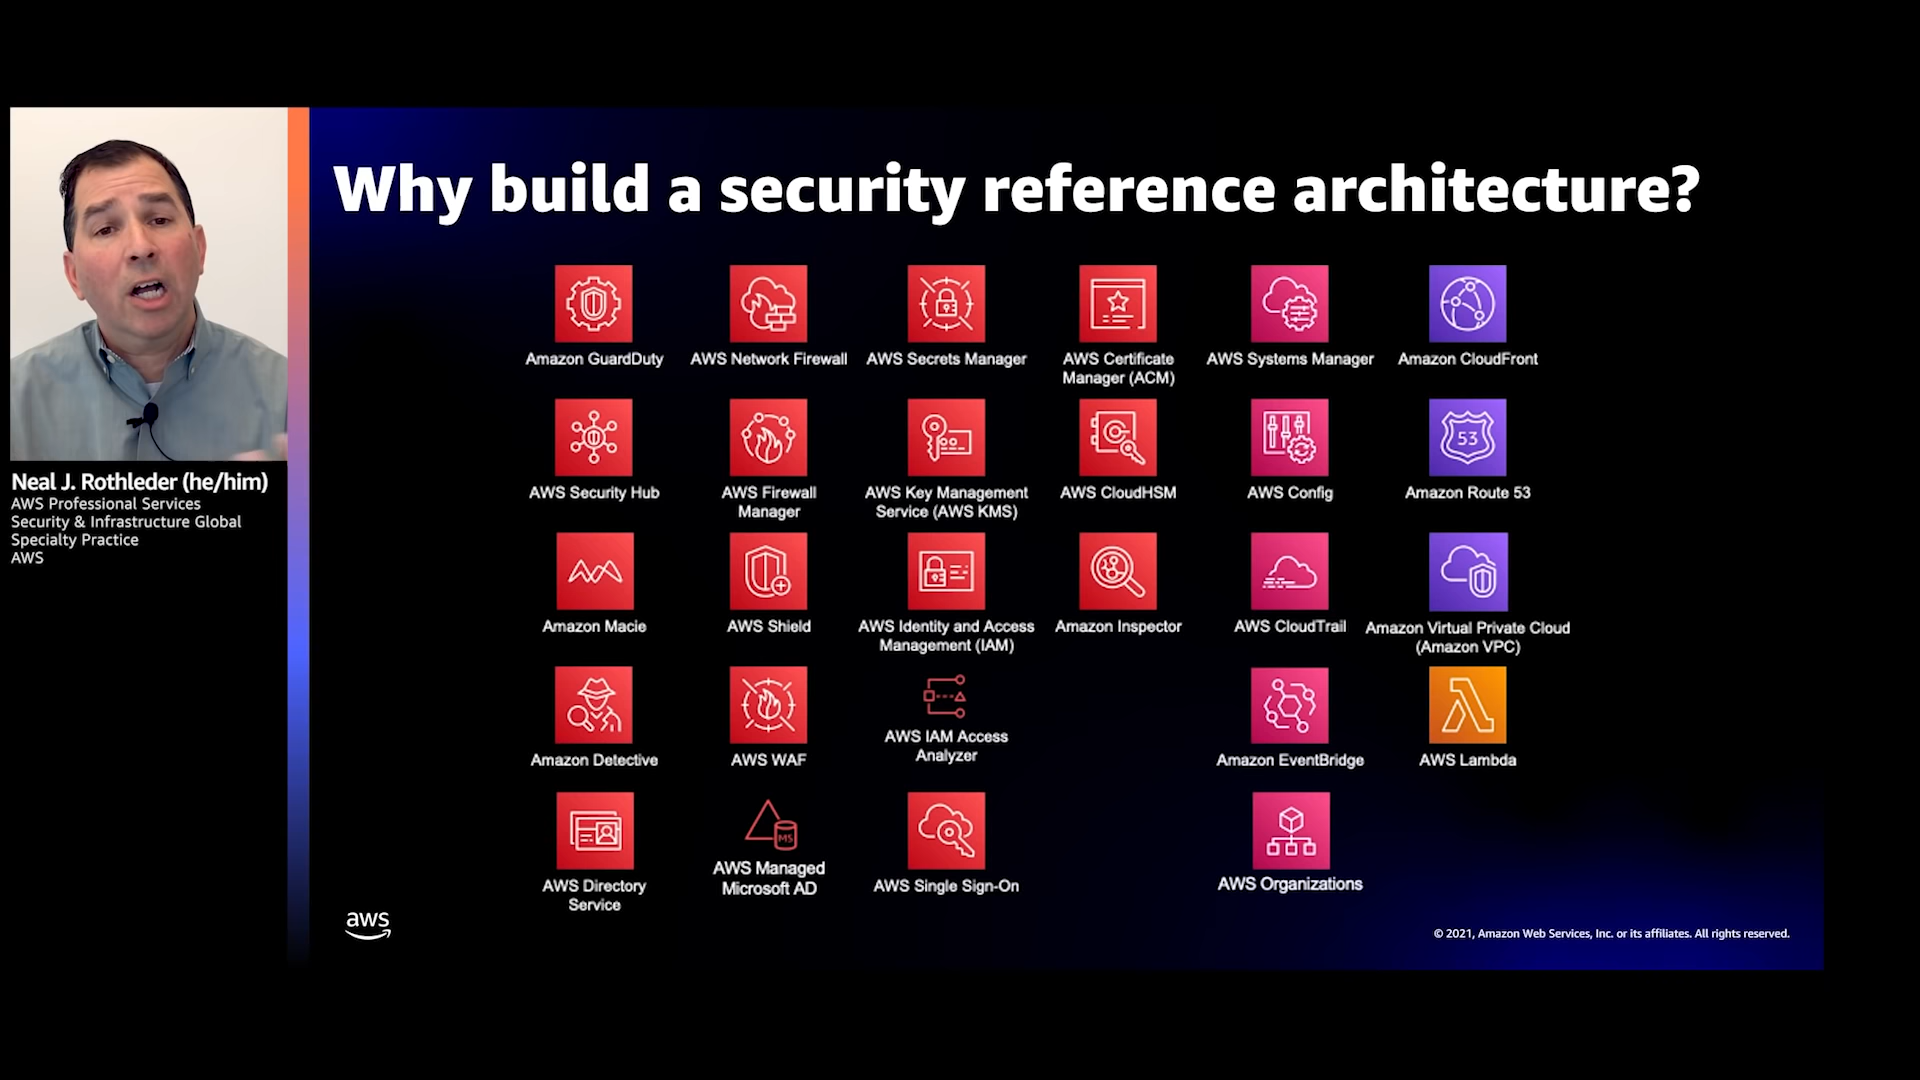 Why build a security reference architecture?
Amazon GuardDuty
AWS Network Firewall
AWS Secrets Manager
AWS Certificate
Manager (ACM)
AWS Systems Manager
Amazon CloudFront
53
AWS Security Hub
AWS Firewall
Manager
AWS Key Management
Service (AWS KMS)
AWS CloudHSM
AWS Config
Amazon Route 53
Amazon Macie
AWS Shield
AWS Identity and Access
Management (IAM)
Amazon Inspector
AWS CloudTrail
Amazon Virtual Private Cloud
(Amazon VPC)
Amazon Detective
AWS WAF
AWS IAM Access
Analyzer
Amazon EventBridge
AWS Lambda
MS
AWS Directory
Service
AWS Managed
Microsoft AD
AWS Single Sign-On
AWS Organizations
Neal J. Rothleder (he/him)
AWS Professional Services
Security & Infrastructure Global
Specialty Practice
AWS
aws
© 2021, Amazon Web Services, Inc. or its affiliates. All rights reserved.